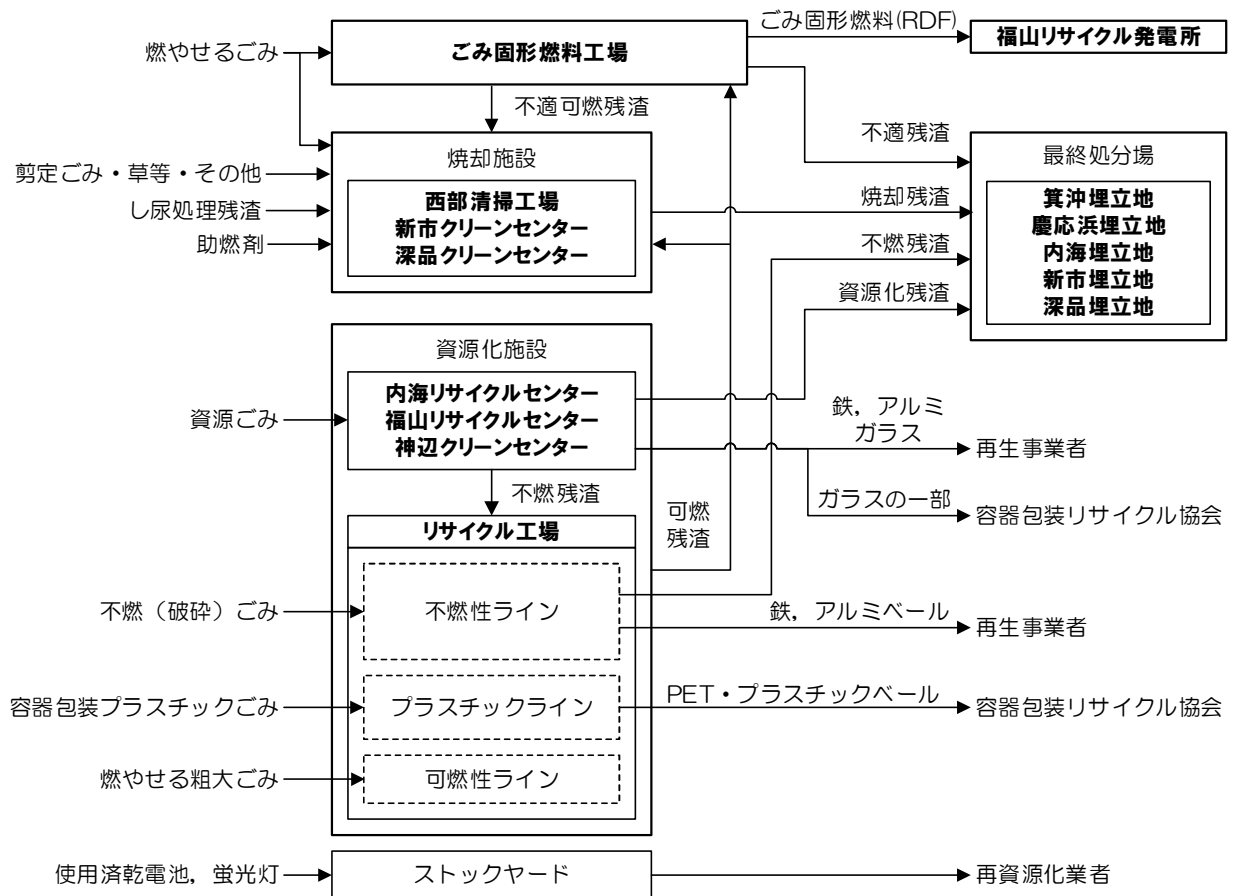 ごみ固形燃料(RDF)
燃やせるごみ
ごみ固形燃料工場
福山リサイクル発電所
不適可燃残渣
不適残渣
焼却施設
最終処分場
剪定ごみ・草等・その他
し尿処理残渣
助燃剤
西部清掃工場
新市クリーンセンター
深品クリーンセンター
焼却残渣
不燃残渣
資源化残渣
箕沖埋立地
慶応浜埋立地
内海埋立地
新市埋立地
深品埋立地
資源化施設
資源ごみ
内海リサイクルセンター
福山リサイクルセンター
神辺クリーンセンター
鉄，アルミ
ガラス
再生事業者
不燃残渣
可燃
残渣
ガラスの一部
容器包装リサイクル協会
リサイクル工場
不燃（破砕）ごみ
不燃性ライン
鉄，アルミベール
再生事業者
容器包装プラスチックごみ
プラスチックライン
PET・プラスチックベール
容器包装リサイクル協会
燃やせる粗大ごみ
可燃性ライン
使用済乾電池，蛍光灯
ストックヤード
再資源化業者